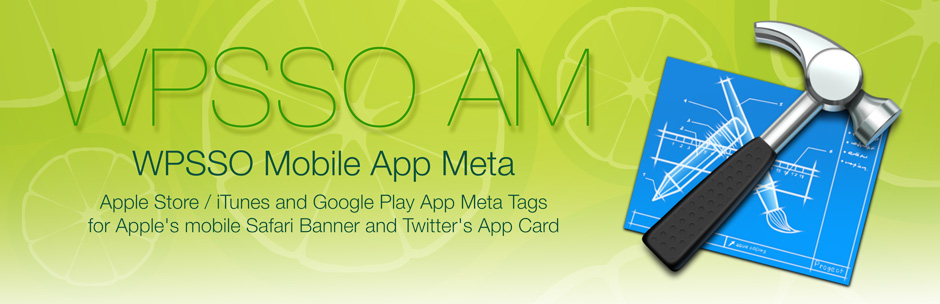 WPSSO AM
WPSSO Mobile App Meta
Apple Store / iTunes and Google Play App Meta Tags
for Apple's mobile Safari Banner and Twitter's App Card
Project